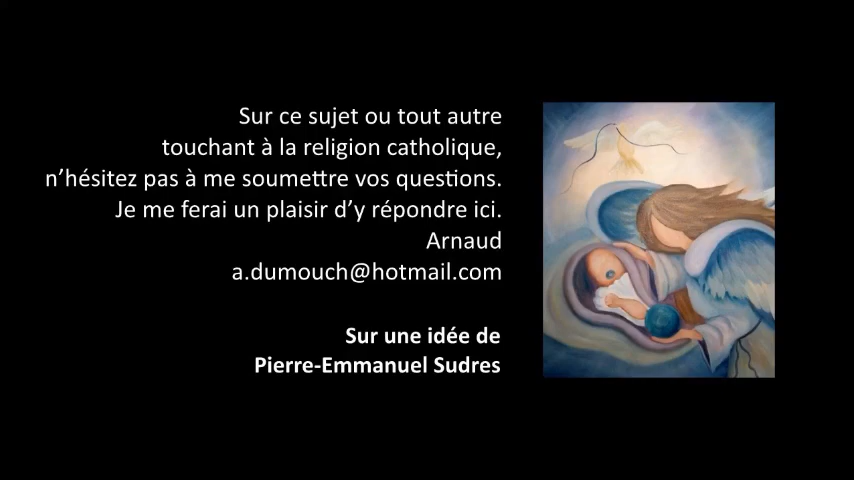 Sur ce sujet ou tout autre
touchant à la religion catholique,
n’hésitez pas à me soumettre vos questions.
Je me ferai un plaisir d’y répondre ici.
Arnaud
a.dumouch@hotmail.com
Sur une idée de
Pierre-Emmanuel Sudres